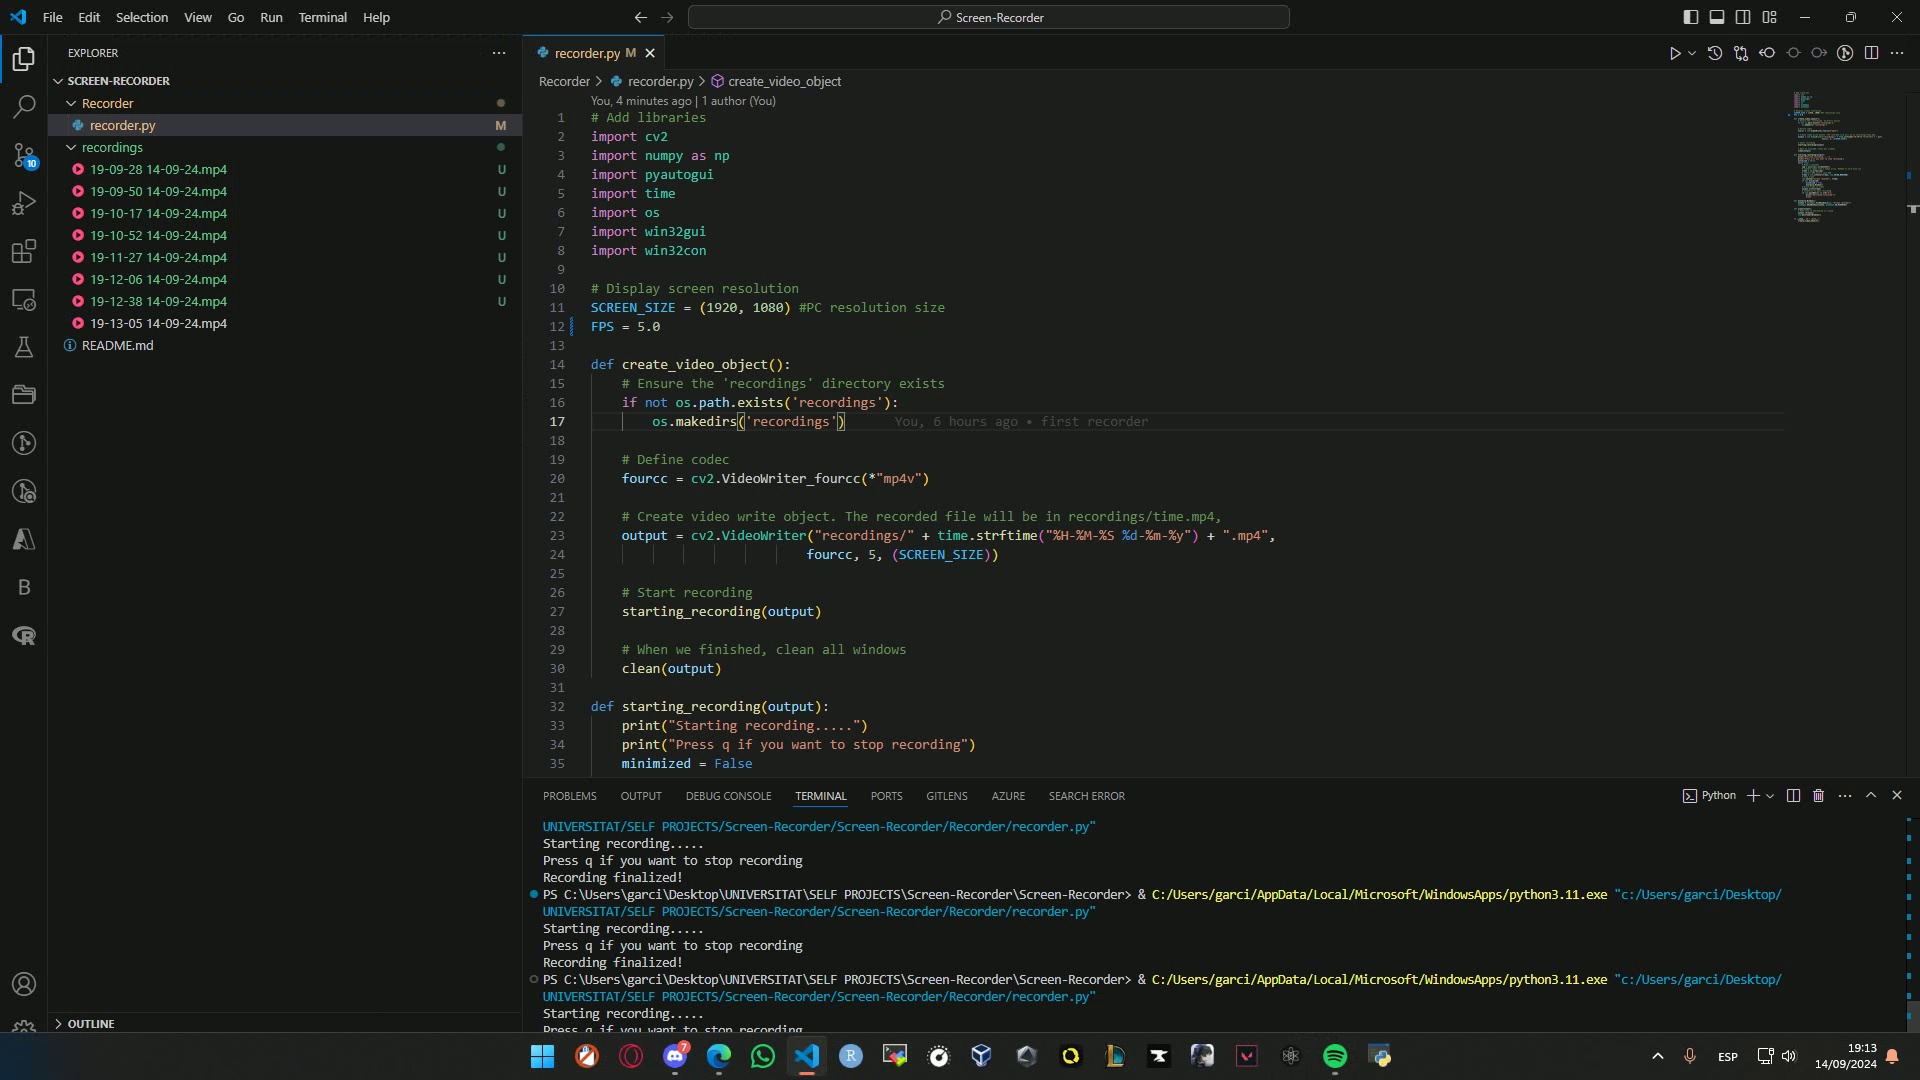 File Edit Selection View Go Run Terminal Help
Screen-Recorder
EXPLORER
SCREEN-RECORDER
Recorder
recorder.py M
recordings
19-09-28 14-09-24.mp4 U
19-09-50 14-09-24.mp4 U
19-10-17 14-09-24.mp4 U
19-10-52 14-09-24.mp4 U
19-11-27 14-09-24.mp4 U
19-12-06 14-09-24.mp4 U
19-12-38 14-09-24.mp4 U
19-13-05 14-09-24.mp4
README.md
OUTLINE
10
B
recorder.py M
Recorder > recorder.py > create_video_object
You, 4 minutes ago | 1 author (You)
1 # Add libraries
2 import cv2
3 import numpy as np
4 import pyautogui
5 import time
6 import os
7 import win32gui
8 import win32con
9
10 # Display screen resolution
11 SCREEN_SIZE = (1920, 1080) #PC resolution size
12 FPS = 5.0
13
14 def create_video_object():
15 # Ensure the 'recordings' directory exists
16 if not os.path.exists('recordings'):
17 os.makedirs('recordings') You, 6 hours ago • first recorder
18
19 # Define codec
20 fourcc = cv2.VideoWriter_fourcc(*"mp4v")
21
22 # Create video write object. The recorded file will be in recordings/time.mp4,
23 output = cv2.VideoWriter("recordings/" + time.strftime("%H-%M-%S %d-%m-%y") + ".mp4",
24 fourcc, 5, (SCREEN_SIZE))
25
26 # Start recording
27 starting_recording(output)
28
29 # When we finished, clean all windows
30 clean(output)
31
32 def starting_recording(output):
33 print("Starting recording.....")
34 print("Press q if you want to stop recording")
35 minimized = False
PROBLEMS OUTPUT DEBUG CONSOLE TERMINAL PORTS GITLENS AZURE SEARCH ERROR
Python
UNIVERSITAT/SELF PROJECTS/Screen-Recorder/Screen-Recorder/Recorder/recorder.py"
Starting recording.....
Press q if you want to stop recording
Recording finalized!
PS C:\Users\garci\Desktop\UNIVERSITAT\SELF PROJECTS\Screen-Recorder\Screen-Recorder> & C:/Users/garci/AppData/Local/Microsoft/WindowsApps/python3.11.exe "c:/Users/garci/Desktop/
UNIVERSITAT/SELF PROJECTS/Screen-Recorder/Screen-Recorder/Recorder/recorder.py"
Starting recording.....
Press q if you want to stop recording
Recording finalized!
PS C:\Users\garci\Desktop\UNIVERSITAT\SELF PROJECTS\Screen-Recorder\Screen-Recorder> & C:/Users/garci/AppData/Local/Microsoft/WindowsApps/python3.11.exe "c:/Users/garci/Desktop/
UNIVERSITAT/SELF PROJECTS/Screen-Recorder/Screen-Recorder/Recorder/recorder.py"
Starting recording.....
Press q if you want to stop recording
7
R
ESP
19:13
14/09/2024